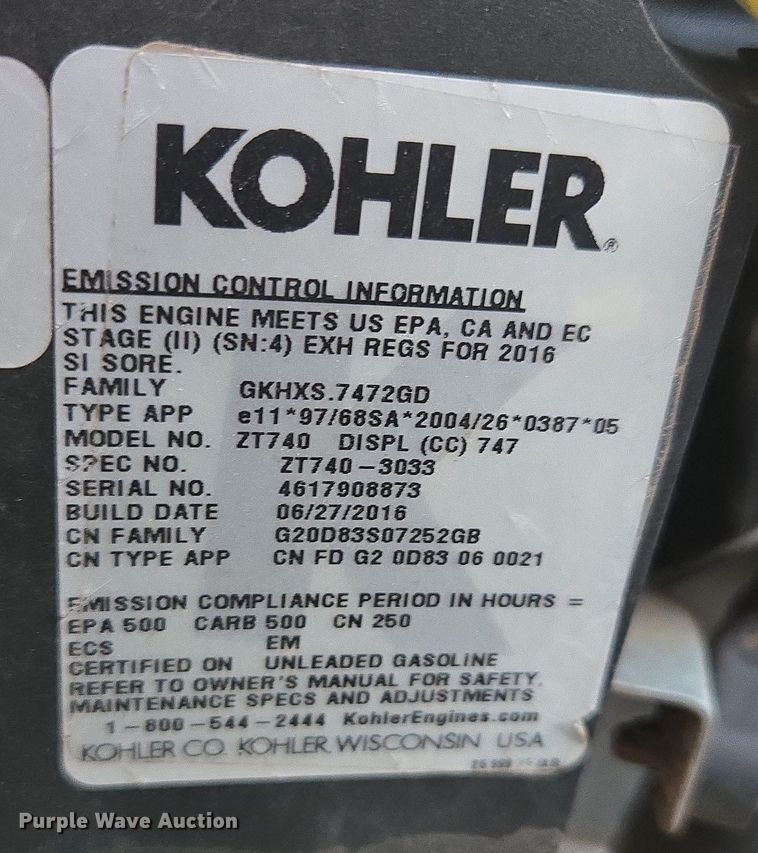 KOHLER®
EMISSION CONTROL INFORMATION
THIS ENGINE MEETS US EPA, CA AND EC
STAGE (II) (SN:4) EXH REGS FOR 2016
SI SORE.
FAMILY GKHXS.7472GD
TYPE APP e11*97/68SA*2004/26*0387*05
MODEL NO. ZT740 DISPL (CC) 747
SPEC NO. ZT740-3033
SERIAL NO. 4617908873
BUILD DATE 06/27/2016
CN FAMILY G20D83S07252GB
CN TYPE APP CN FD G2 0D83 06 0021
EMISSION COMPLIANCE PERIOD IN HOURS =
EPA 500 CARB 500 CN 250
ECS EM
CERTIFIED ON UNLEADED GASOLINE
REFER TO OWNER'S MANUAL FOR SAFETY,
MAINTENANCE SPECS AND ADJUSTMENTS
1-800-544-2444 KohlerEngines.com
KOHLER CO. KOHLER, WISCONSIN USA
Purple Wave Auction